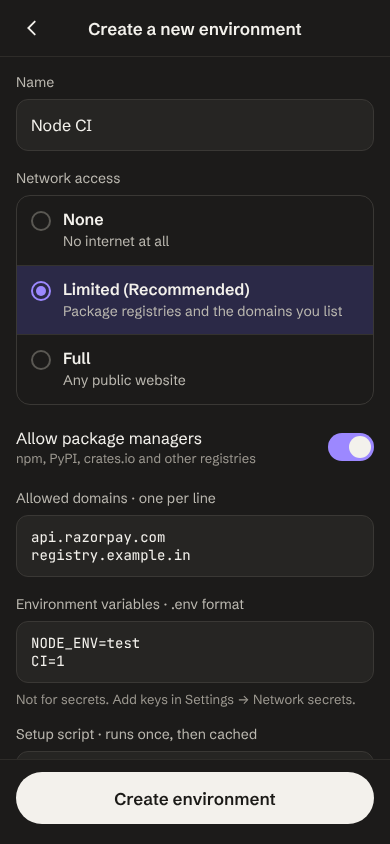 Create a new environment
Name
Node CI
Network access
None
No internet at all
Limited (Recommended)
Package registries and the domains you list
Full
Any public website
Allow package managers
npm, PyPI, crates.io and other registries
Allowed domains · one per line
api.razorpay.com
registry.example.in
Environment variables · .env format
NODE_ENV=test
CI=1
Not for secrets. Add keys in Settings → Network secrets.
Setup script · runs once, then cached
Create environment